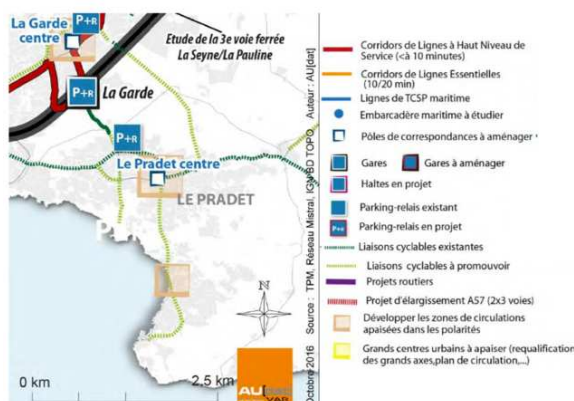 P+R
La Garde
centre
Etude de la 3e voie ferrée
La Seyne/La Pauline
P+R
La Garde
P+R
Le Pradet centre
LE PRADET
0 km
2,5 km
N
AU[
VAR
Octobre 2016 Source : TPM, Réseau Mistral, IGN BD TOPO, Auteur : AU[dat]
Corridors de Lignes à Haut Niveau de
Service (<à 10 minutes)
Corridors de Lignes Essentielles
(10/20 min)
Lignes de TCSP maritime
Embarcadère maritime à étudier
Pôles de correspondances à aménager
Gares
Gares à aménager
Haltes en projet
Parking-relais existant
P+R
Parking-relais en projet
Liaisons cyclables existantes
Liaisons cyclables à promouvoir
Projets routiers
Projet d'élargissement A57 (2x3 voies)
Développer les zones de circulations
apaisées dans les polarités
Grands centres urbains à apaiser (requalification
des grands axes,plan de circulation,...)